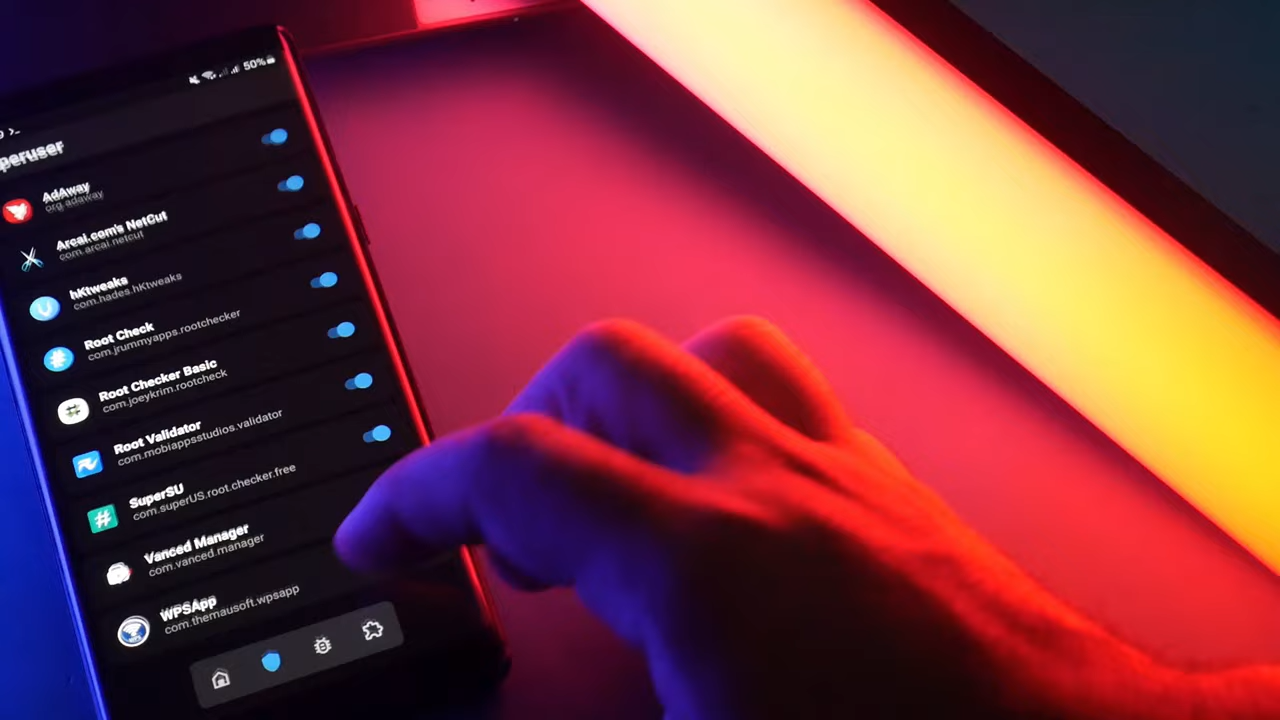 50%
peruser
AdAway
org.adaway
Arcai.com's NetCut
com.arcai.netcut
hKtweaks
com.hades.hKtweaks
Root Check
com.jrummyapps.rootchecker
Root Checker Basic
com.joeykrim.rootcheck
Root Validator
com.mobiappsstudios.validator
SuperSU
com.superUS.root.checker.free
Vanced Manager
com.vanced.manager
WPSApp
com.themausoft.wpsapp